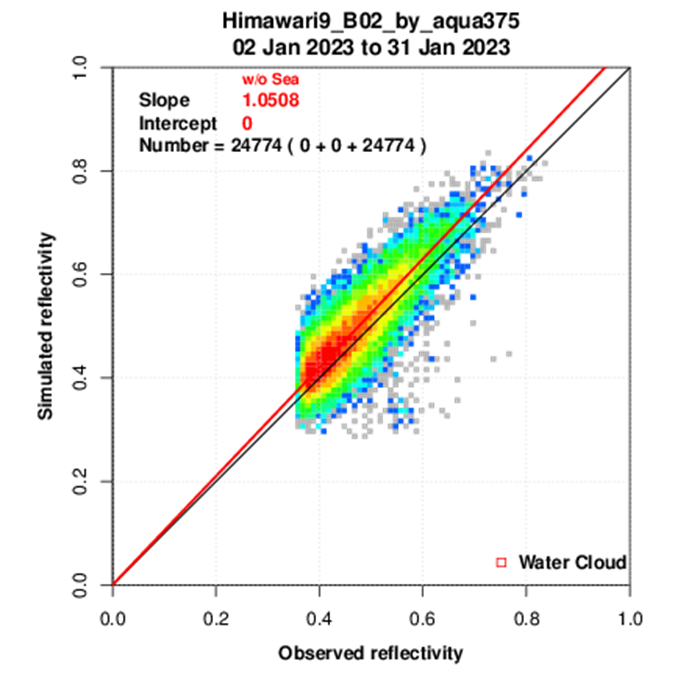 Himawari9_B02_by_aqua375
02 Jan 2023 to 31 Jan 2023
w/o Sea
Slope 1.0508
Intercept 0
Number = 24774 ( 0 + 0 + 24774 )
Simulated reflectivity
1.0
0.8
0.6
0.4
0.2
0.0
Water Cloud
0.0 0.2 0.4 0.6 0.8 1.0
Observed reflectivity